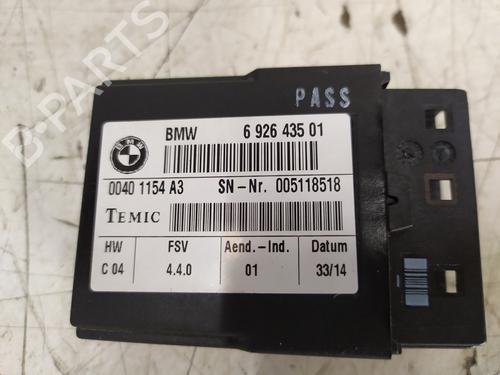 B-PARTS
PASS
BMW 6 926 435 01
0040 1154 A3 SN-Nr. 005118518
TEMIC
HW FSV Aend.-Ind. Datum
C 04 4.4.0 01 33/14